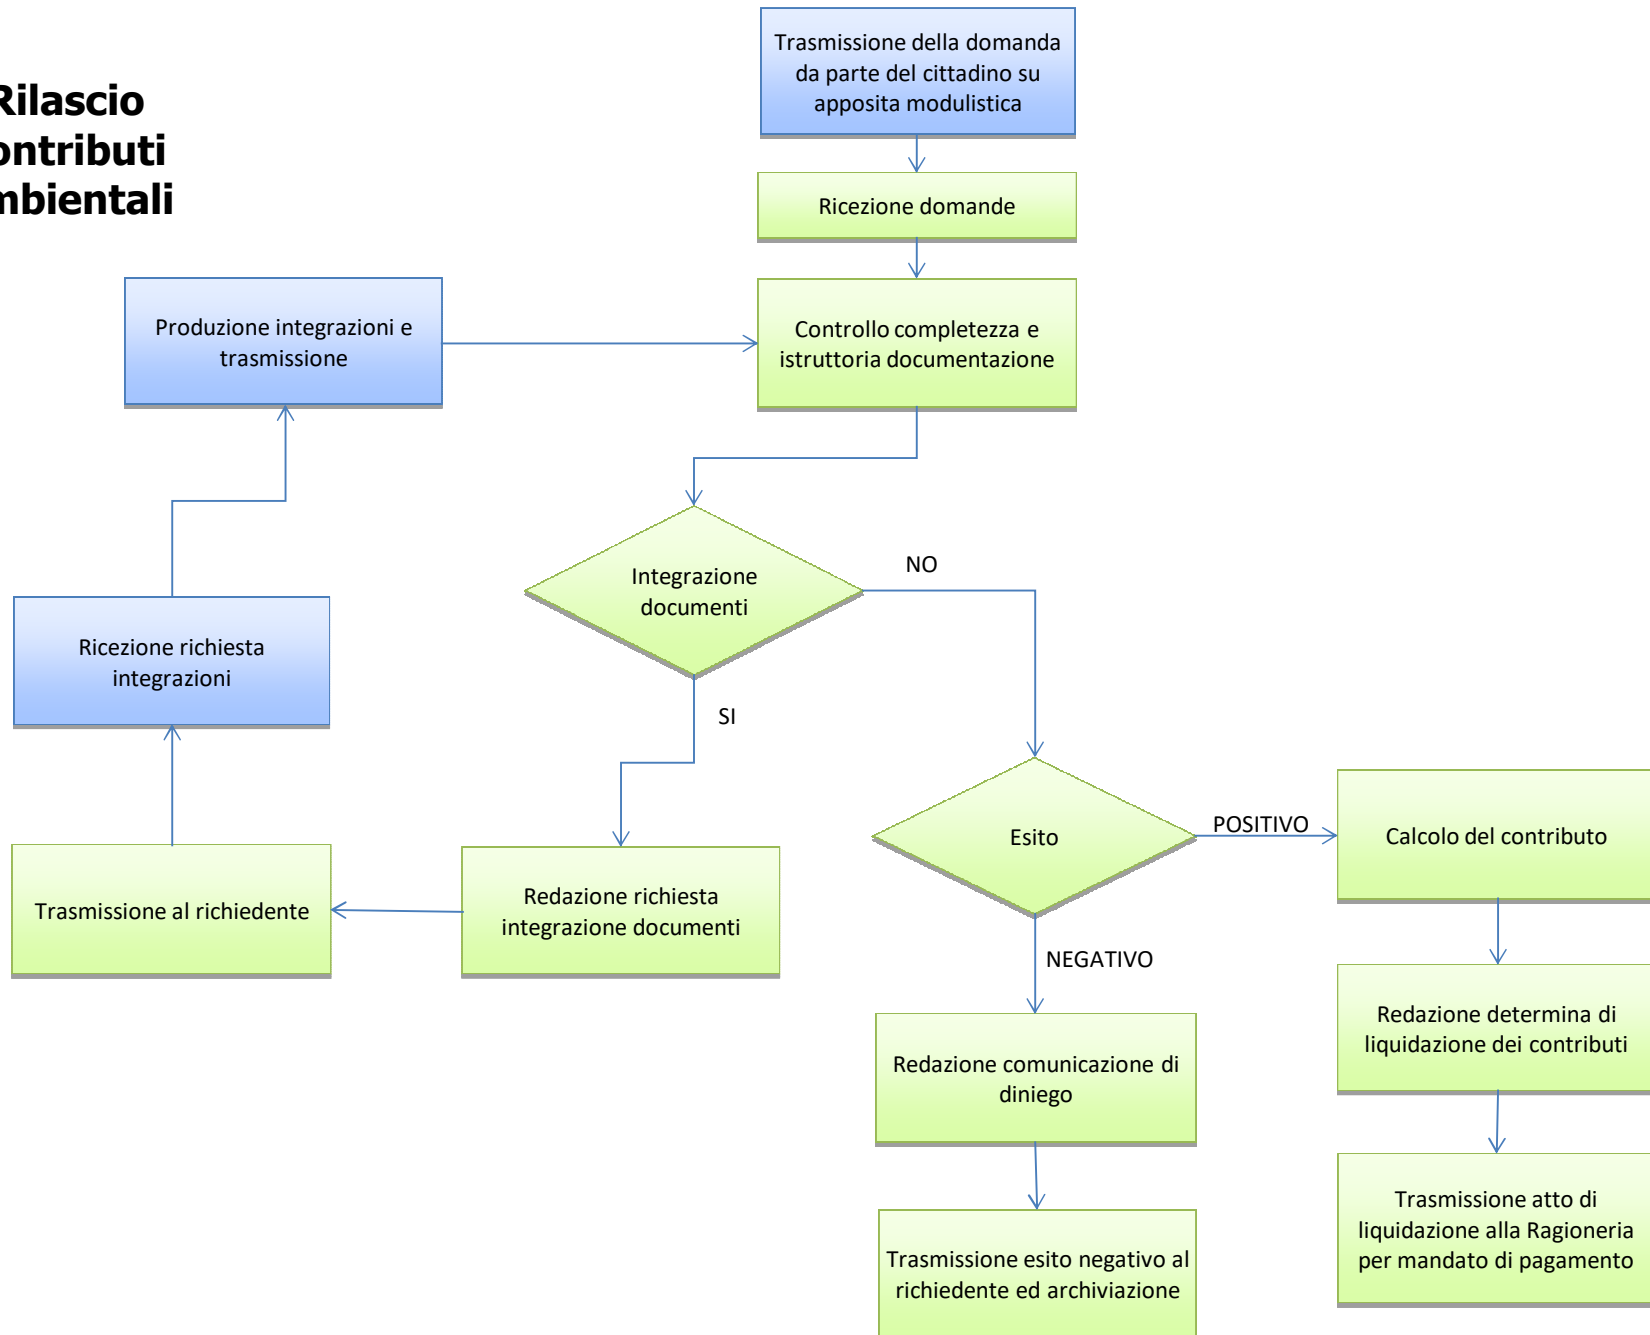 Rilascio
ontributi
mbientali
Trasmissione della domanda
da parte del cittadino su
apposita modulistica
Ricezione domande
Produzione integrazioni e
trasmissione
Controllo completezza e
istruttoria documentazione
Integrazione
documenti
NO
Ricezione richiesta
integrazioni
SI
Esito
POSITIVO
Calcolo del contributo
Trasmissione al richiedente
Redazione richiesta
integrazione documenti
NEGATIVO
Redazione determina di
liquidazione dei contributi
Redazione comunicazione di
diniego
Trasmissione atto di
liquidazione alla Ragioneria
per mandato di pagamento
Trasmissione esito negativo al
richiedente ed archiviazione